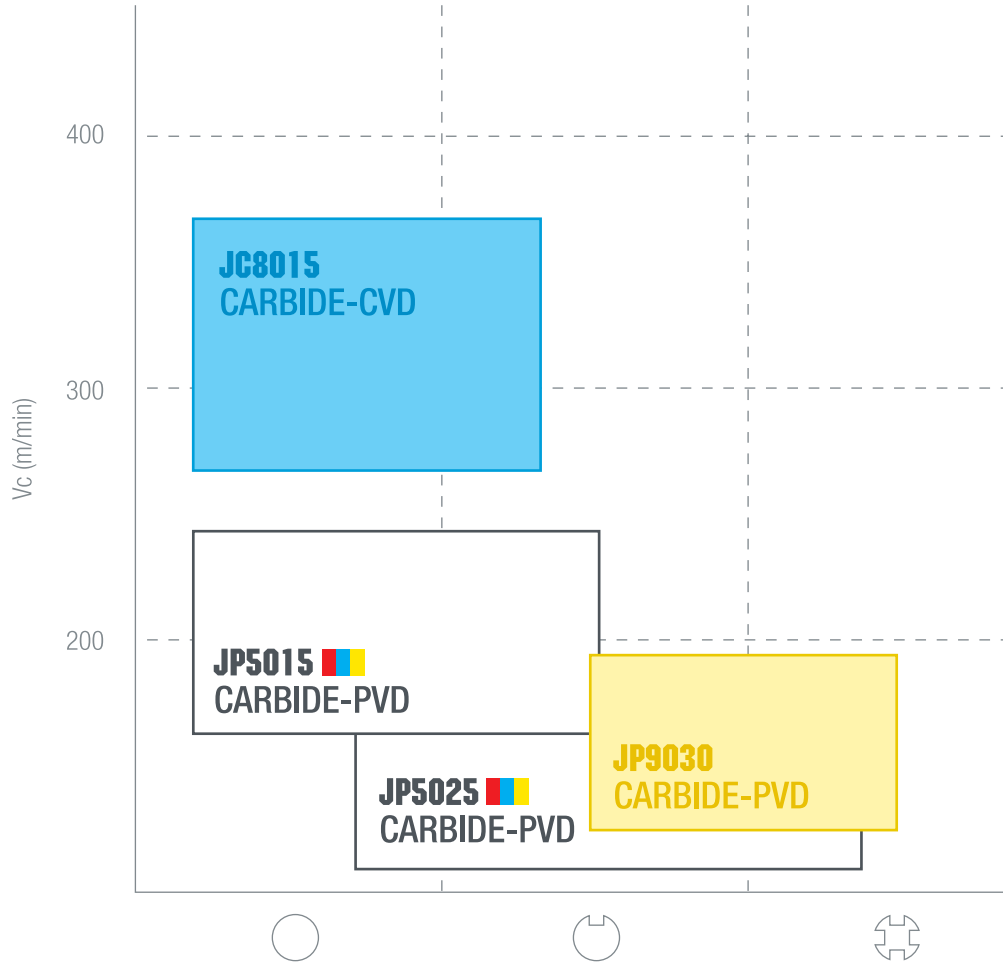 400
JC8015
CARBIDE-CVD
300
Vc (m/min)
200
JP5015
CARBIDE-PVD
JP9030
CARBIDE-PVD
JP5025
CARBIDE-PVD